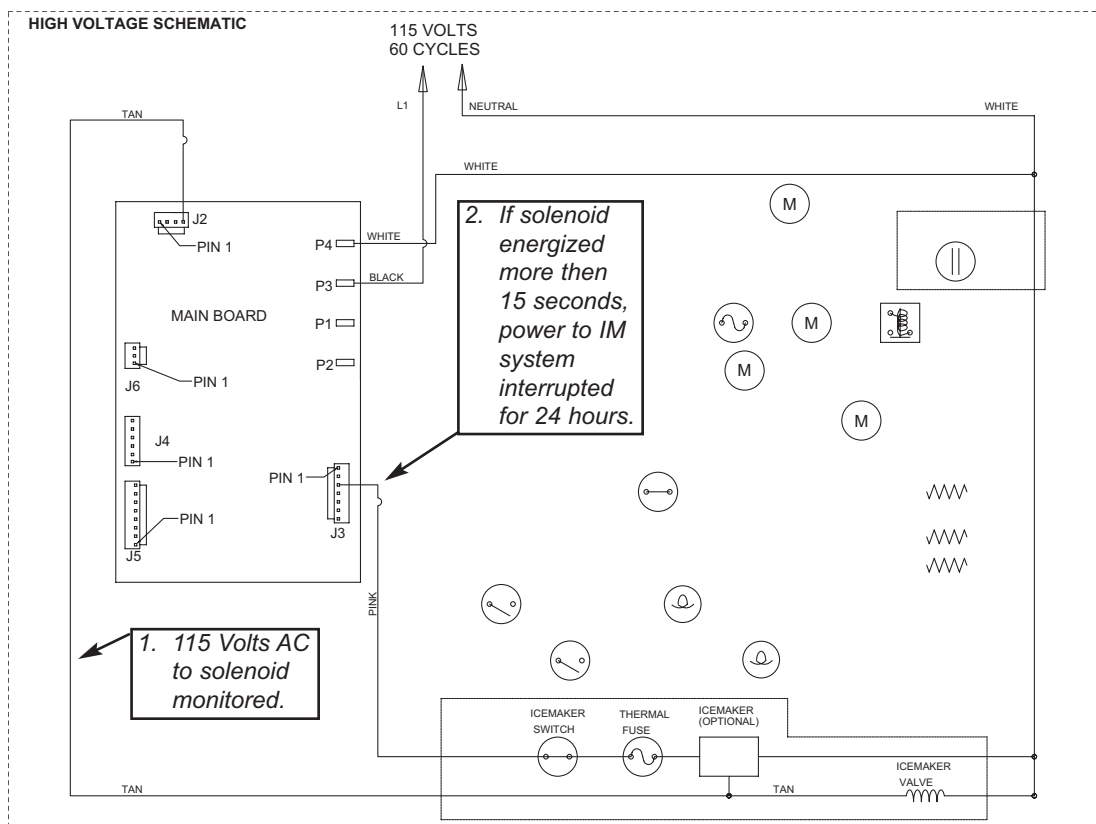 HIGH VOLTAGE SCHEMATIC
115 VOLTS
60 CYCLES
L1
NEUTRAL
WHITE
TAN
WHITE
J2
PIN 1
P4
WHITE
P3
BLACK
MAIN BOARD
P1
P2
J6
PIN 1
J4
PIN 1
PIN 1
J3
PIN 1
J5
2. If solenoid
energized
more then
15 seconds,
power to IM
system
interrupted
for 24 hours.
M
M
M
M
PINK
1. 115 Volts AC
to solenoid
monitored.
ICEMAKER
SWITCH
THERMAL
FUSE
ICEMAKER
(OPTIONAL)
TAN
TAN
ICEMAKER
VALVE